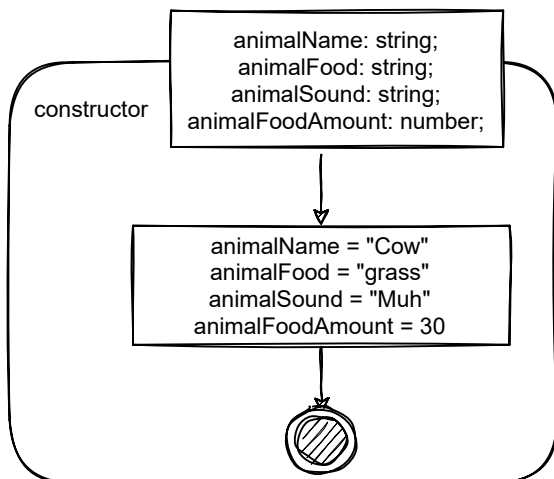 animalName: string;
animalFood: string;
animalSound: string;
animalFoodAmount: number;
constructor
animalName = "Cow"
animalFood = "grass"
animalSound = "Muh"
animalFoodAmount = 30